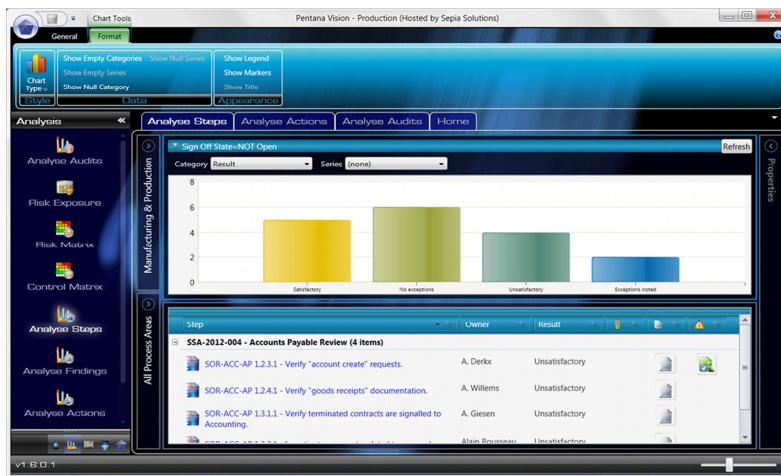 Chart Tools
Pentana Vision - Production (Hosted by Sepia Solutions)
General
Format
Show Empty Categories Show Null Series
Show Empty Series
Show Null Category
Show Legend
Show Markers
Show Title
Chart
Type
Style
Data
Appearance
Analysis
Analyse Steps
Analyse Actions
Analyse Audits
Home
Analyse Audits
Risk Exposure
Risk Matrix
Control Matrix
Analyse Steps
Analyse Findings
Analyse Actions
Manufacturing & Production
All Process Areas
Sign Off State=NOT Open
Refresh
Category Result
Series (none)
8
6
4
2
0
Satisfactory
No exceptions
Unsatisfactory
Exceptions noted
Properties
Step
Owner
Result
SSA-2012-004 - Accounts Payable Review (4 items)
SOR-ACC-AP 1.2.3.1 - Verify "account create" requests.
A. Derkx
Unsatisfactory
SOR-ACC-AP 1.2.4.1 - Verify "goods receipts" documentation.
A. Willems
Unsatisfactory
SOR-ACC-AP 1.3.1.1 - Verify terminated contracts are signalled to
Accounting.
A. Giesen
Unsatisfactory
Alain Rousseau
Unsatisfactory
v1.6.0.1